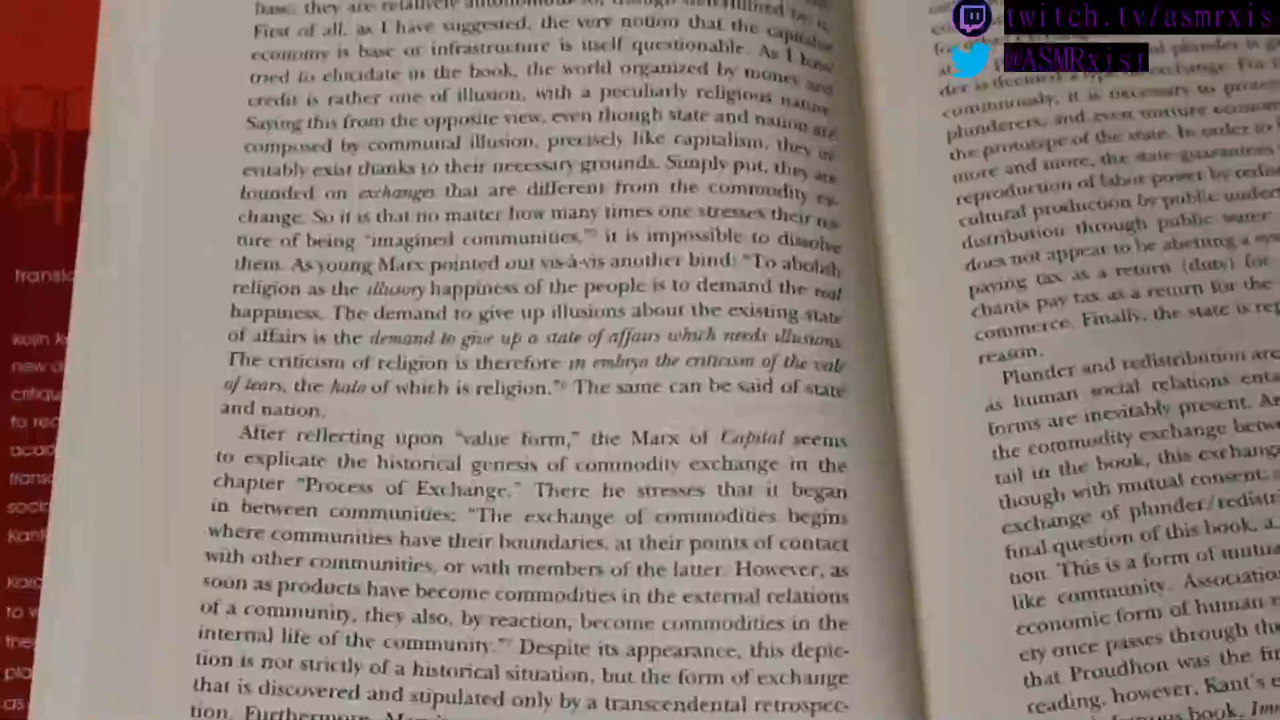 twitch.tv/asmrxis
@ASMRxisi
First of all, as I have suggested, the very notion that the capitalist
economy is base or infrastructure is itself questionable. As I have
tried to elucidate in the book, the world organized by money and
credit is rather one of illusion, with a peculiarly religious nature
Saying this from the opposite view, even though state and nation are
composed by communal illusion, precisely like capitalism, they in-
evitably exist thanks to their necessary grounds. Simply put, they are
founded on exchanges that are different from the commodity ex-
change. So it is that no matter how many times one stresses their na-
ture of being "imagined communities," it is impossible to dissolve
them. As young Marx pointed out vis-à-vis another bind: "To abolish
religion as the illusory happiness of the people is to demand the real
happiness. The demand to give up illusions about the existing state
of affairs is the demand to give up a state of affairs which needs illusions.
The criticism of religion is therefore in embryo the criticism of the vale
of tears, the halo of which is religion."6 The same can be said of state
and nation.
After reflecting upon "value form," the Marx of Capital seems
to explicate the historical genesis of commodity exchange in the
chapter "Process of Exchange." There he stresses that it began
in between communities: "The exchange of commodities begins
where communities have their boundaries, at their points of contact
with other communities, or with members of the latter. However, as
soon as products have become commodities in the external relations
of a community, they also, by reaction, become commodities in the
internal life of the community."7 Despite its appearance, this depic-
tion is not strictly of a historical situation, but the form of exchange
that is discovered and stipulated only by a transcendental retrospec-
tion. Furthermore,
der is
continuously, it is necessary to
plunderers, and even nurture
the prototype of the state. In order to
more and more, the state guarantees
reproduction of labor power by
cultural production by public
distribution through public water
does not appear to be abetting a
paying tax as a return (duty) for
chants pay tax as a return for the
commerce. Finally, the state is
reason.
Plunder and redistribution are
as human social relations
forms are inevitably present.
the commodity exchange
tail in the book, this
though with mutual consent;
exchange of plunder/
final question of this book, a
tion. This is a form of
like community.
economic form of human
ery once passes through
that Proudhon was the
reading, however, Kant's
book,